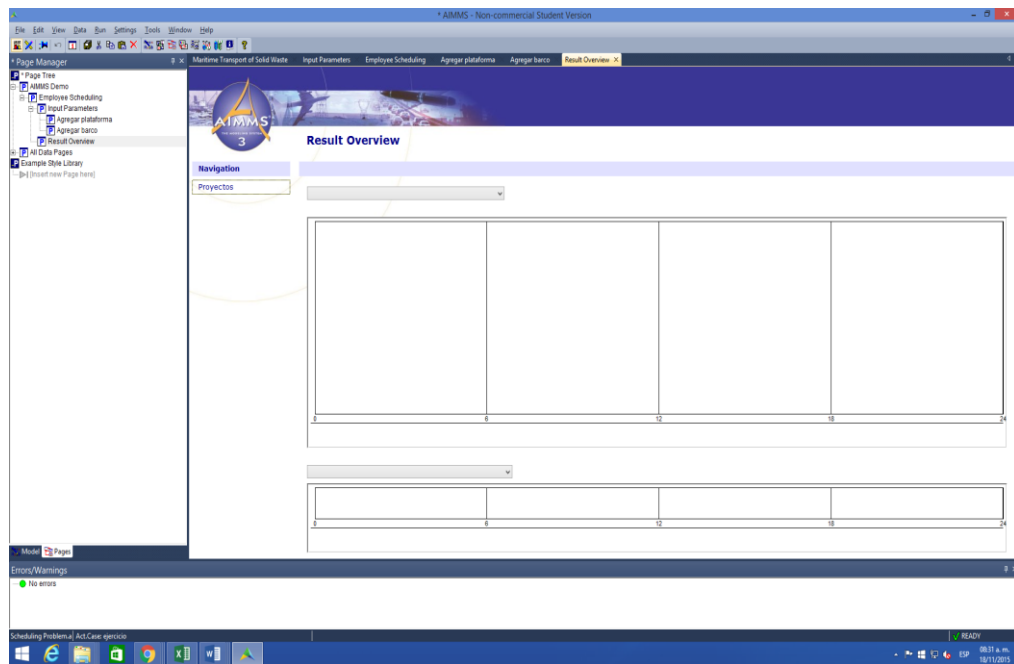 * AIMMS - Non-commercial Student Version
File Edit View Data Run Settings Tools Window Help
* Page Manager
Maritime Transport of Solid Waste Input Parameters Employee Scheduling Agregar plataforma Agregar barco Result Overview
* Page Tree
AIMMS Demo
Employee Scheduling
Input Parameters
Agregar plataforma
Agregar barco
Result Overview
All Data Pages
Example Style Library
[Insert new Page here]
AIMMS
3
Result Overview
Navigation
Proyectos
0 6 12 18 24
0 6 12 18 24
Model Pages
Errors/Warnings
No errors
Scheduling Problem.a Act.Case: ejercicio
READY
ESP
08:31 a. m.
18/11/2015